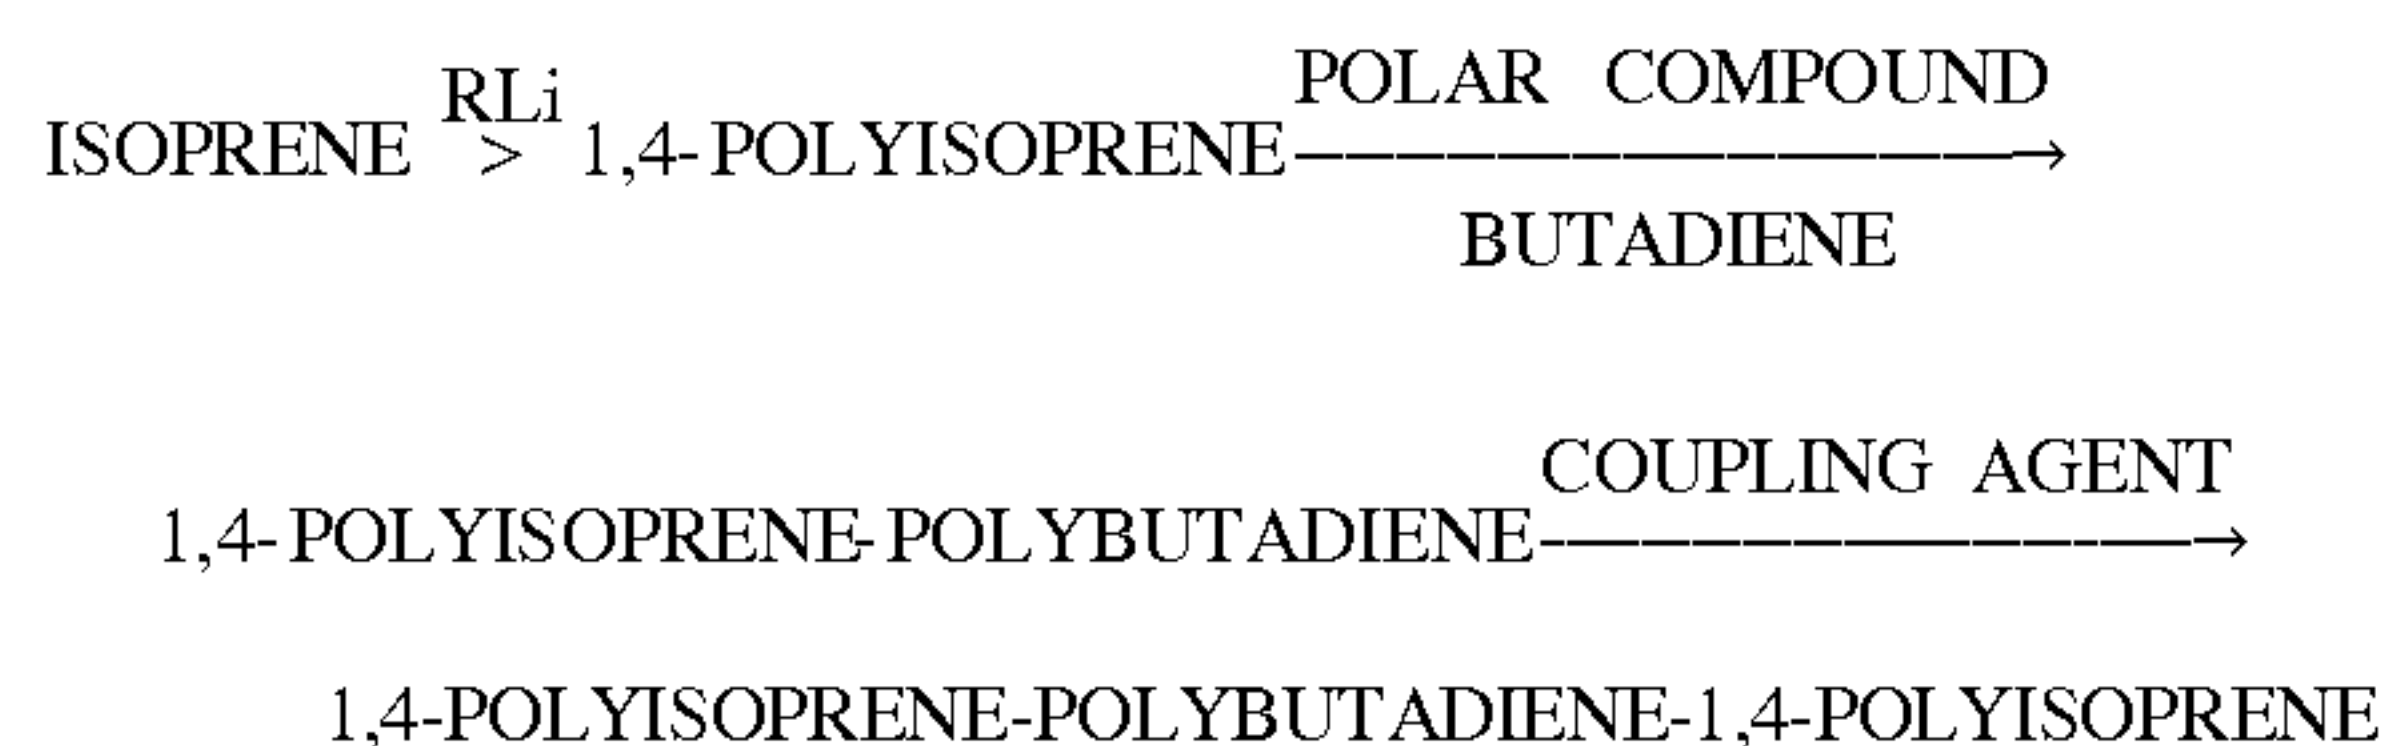 POLAR COMPOUND
RLi
ISOPRENE > 1,4-POLYISOPRENE————————→
BUTADIENE
COUPLING AGENT
1,4-POLYISOPRENE-POLYBUTADIENE————————→
1,4-POLYISOPRENE-POLYBUTADIENE-1,4-POLYISOPRENE